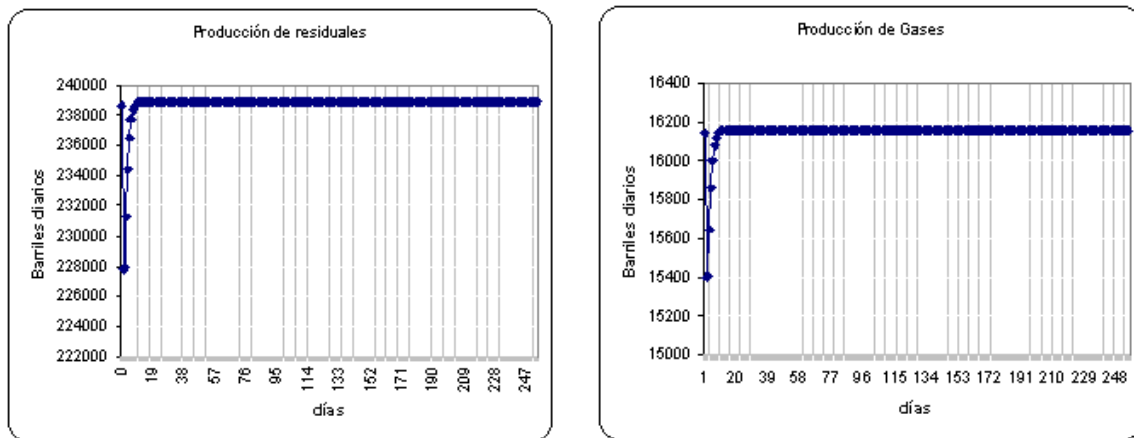 Producción de residuales
240000
238000
236000
234000
232000
230000
228000
226000
224000
222000
Barriles diarios
0 19 38 57 76 95 114 133 152 171 190 209 228 247
días
Producción de Gases
16400
16200
16000
15800
15600
15400
15200
15000
Barriles diarios
1 20 39 58 77 96 115 134 153 172 191 210 229 248
días